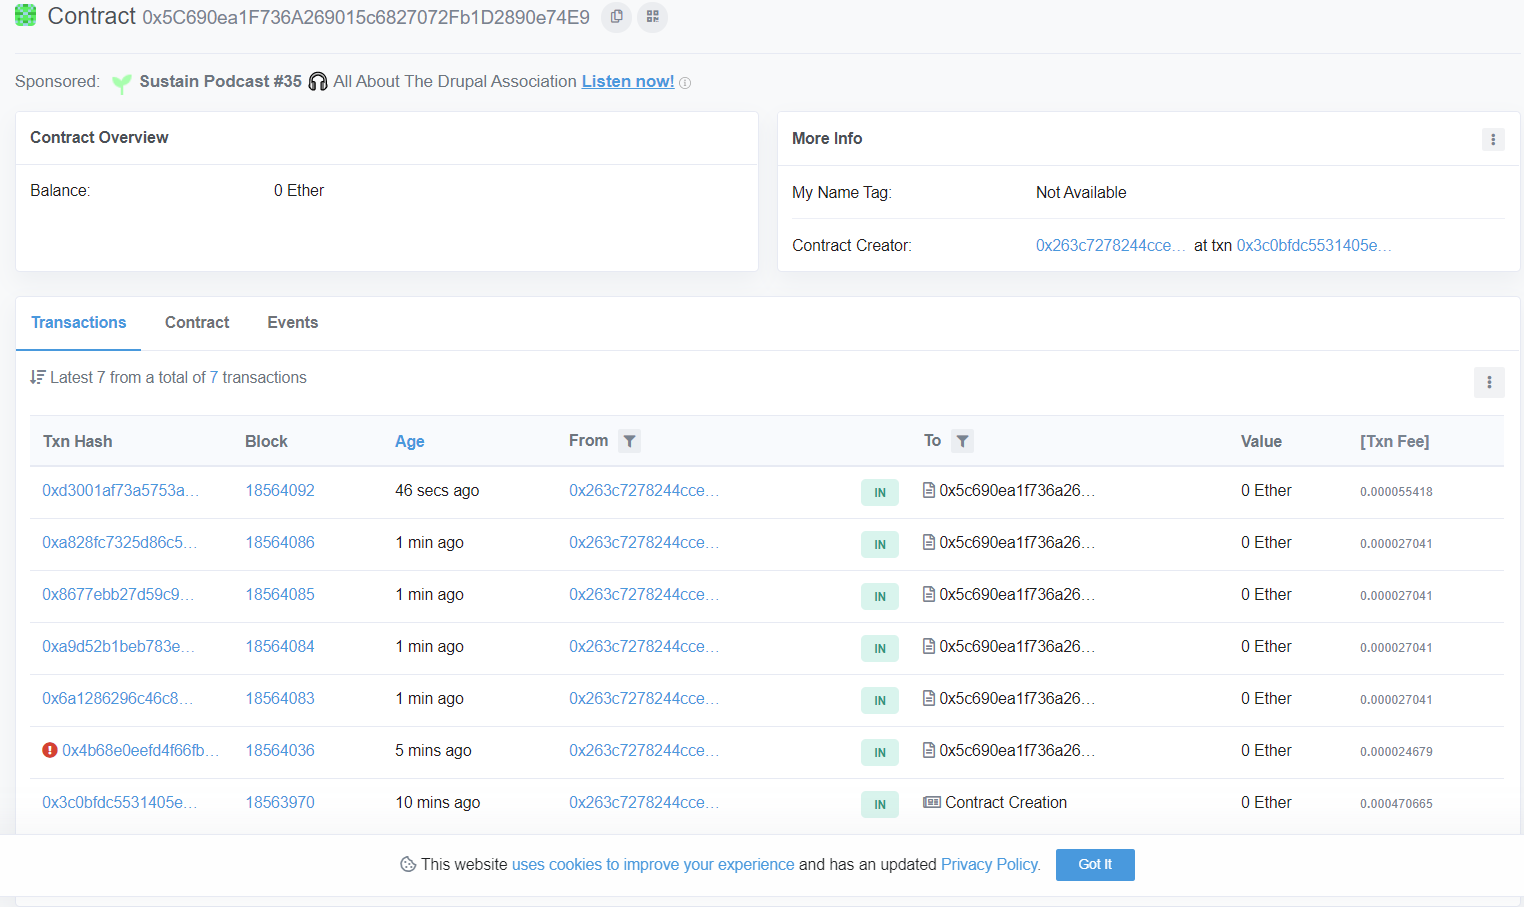 Contract 0x5C690ea1F736A269015c6827072Fb1D2890e74E9
Sponsored: Sustain Podcast #35 🎧 All About The Drupal Association Listen now!
Contract Overview
Balance: 0 Ether
More Info
My Name Tag: Not Available
Contract Creator: 0x263c7278244cce... at txn 0x3c0bfdc5531405e...
Transactions Contract Events
Latest 7 from a total of 7 transactions
Txn Hash Block Age From To Value [Txn Fee]
0xd3001af73a5753a... 18564092 46 secs ago 0x263c7278244cce... IN 0x5c690ea1f736a26... 0 Ether 0.000055418
0xa828fc7325d86c5... 18564086 1 min ago 0x263c7278244cce... IN 0x5c690ea1f736a26... 0 Ether 0.000027041
0x8677ebb27d59c9... 18564085 1 min ago 0x263c7278244cce... IN 0x5c690ea1f736a26... 0 Ether 0.000027041
0xa9d52b1beb783e... 18564084 1 min ago 0x263c7278244cce... IN 0x5c690ea1f736a26... 0 Ether 0.000027041
0x6a1286296c46c8... 18564083 1 min ago 0x263c7278244cce... IN 0x5c690ea1f736a26... 0 Ether 0.000027041
0x4b68e0eefd4f66fb... 18564036 5 mins ago 0x263c7278244cce... IN 0x5c690ea1f736a26... 0 Ether 0.000024679
0x3c0bfdc5531405e... 18563970 10 mins ago 0x263c7278244cce... IN Contract Creation 0 Ether 0.000470665
This website uses cookies to improve your experience and has an updated Privacy Policy. Got It